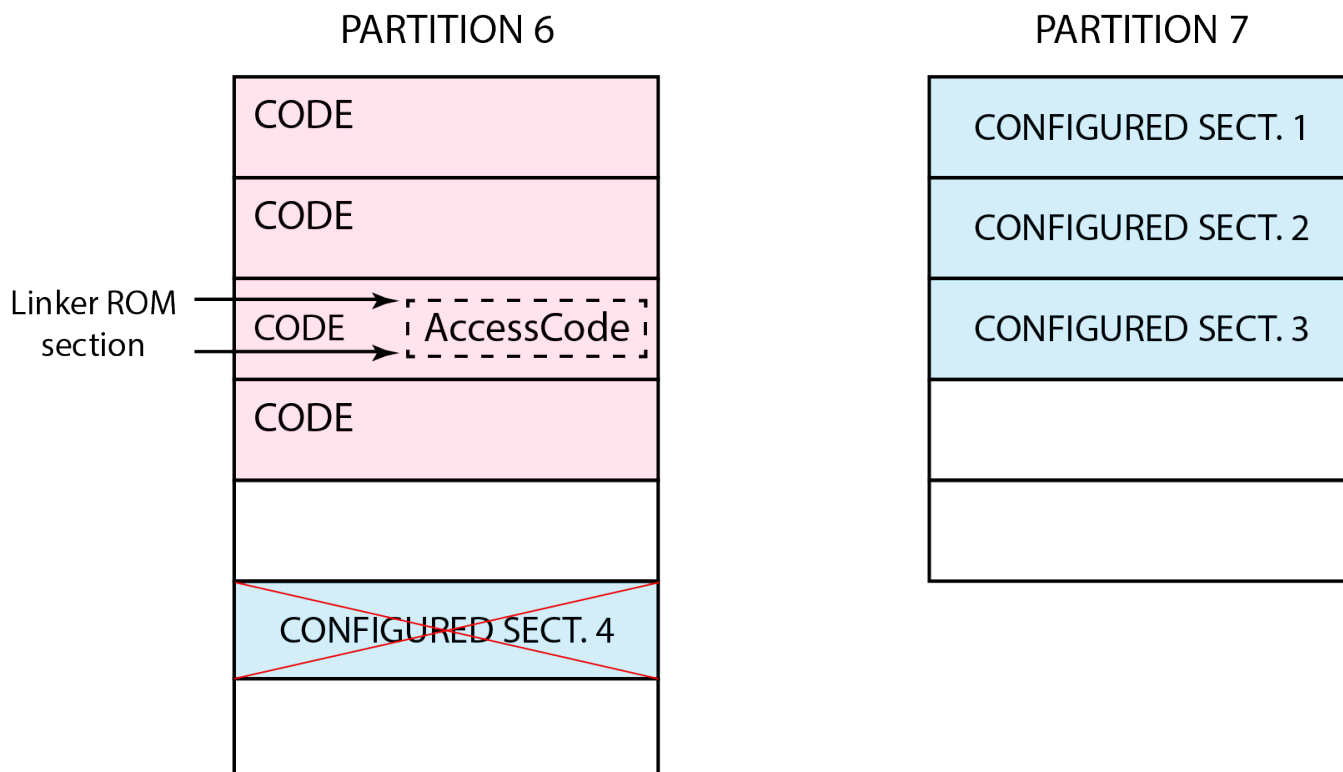 PARTITION 6
PARTITION 7
CODE
CODE
Linker ROM
section
CODE
AccessCode
CODE
CONFIGURED SECT. 4
CONFIGURED SECT. 1
CONFIGURED SECT. 2
CONFIGURED SECT. 3